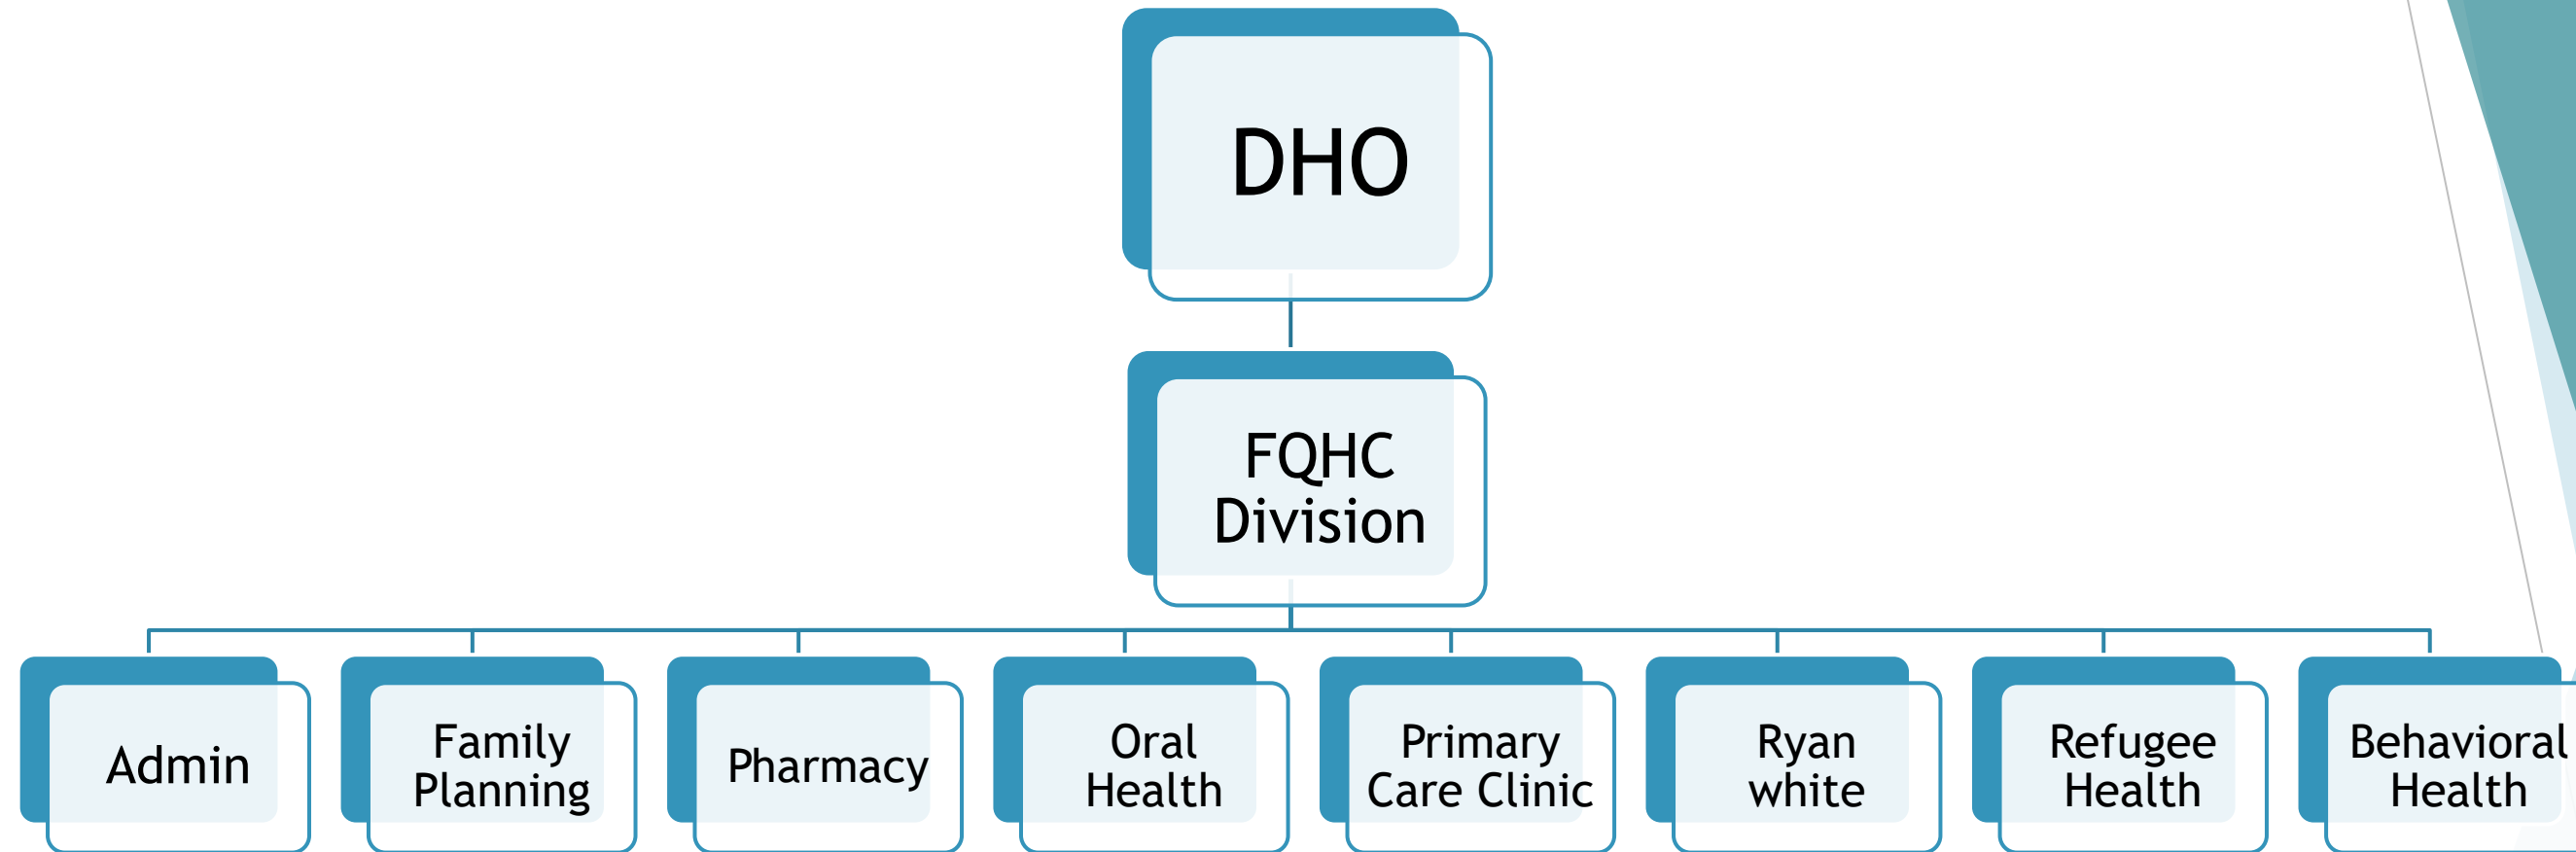 DHO
FQHC
Division
Admin
Family
Planning
Pharmacy
Oral
Health
Primary
Care Clinic
Ryan
white
Refugee
Health
Behavioral
Health